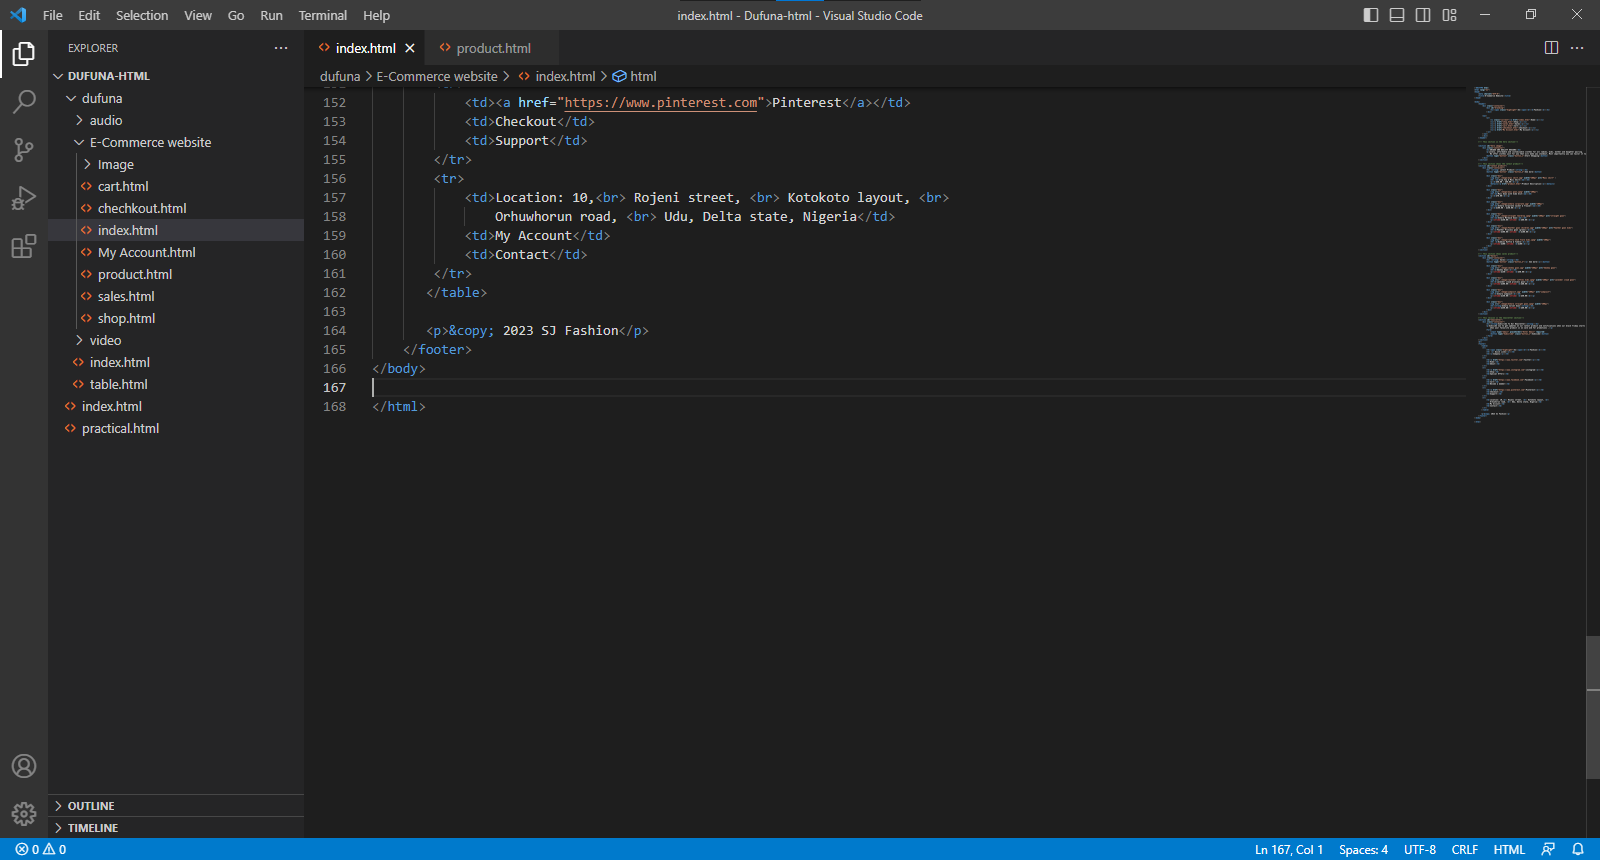 File Edit Selection View Go Run Terminal Help
index.html - Dufuna-html - Visual Studio Code
EXPLORER
DUFUNA-HTML
dufuna
audio
E-Commerce website
Image
cart.html
chechkout.html
index.html
My Account.html
product.html
sales.html
shop.html
video
index.html
table.html
index.html
practical.html
OUTLINE
TIMELINE
index.html product.html
dufuna > E-Commerce website > index.html > html
152 <td><a href="https://www.pinterest.com">Pinterest</a></td>
153 <td>Checkout</td>
154 <td>Support</td>
155 </tr>
156 <tr>
157 <td>Location: 10,<br> Rojeni street, <br> Kotokoto layout, <br>
158 Orhuwhorun road, <br> Udu, Delta state, Nigeria</td>
159 <td>My Account</td>
160 <td>Contact</td>
161 </tr>
162 </table>
163
164 <p>&copy; 2023 SJ Fashion</p>
165 </footer>
166 </body>
167
168 </html>
0 0
Ln 167, Col 1 Spaces: 4 UTF-8 CRLF HTML